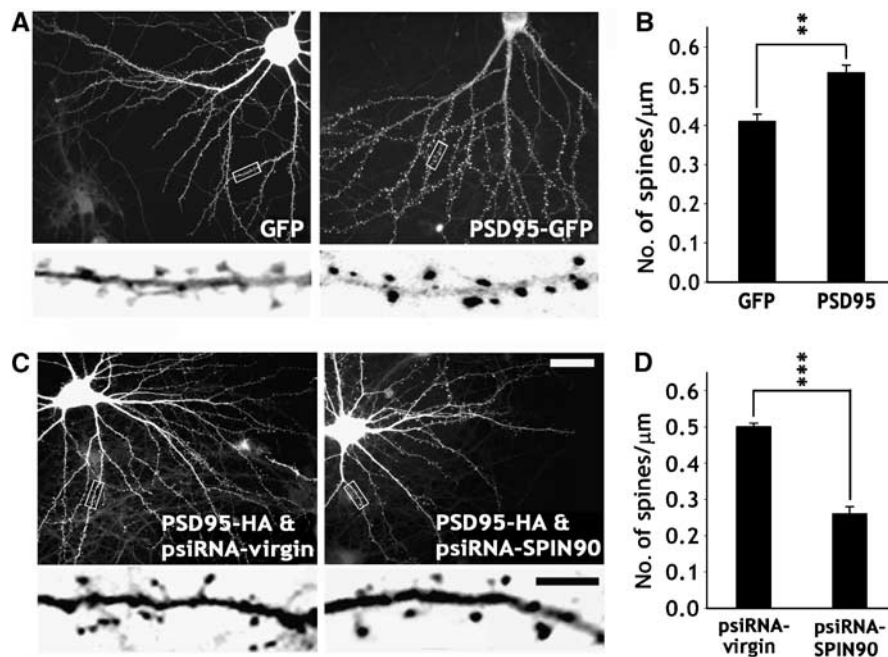 A
GFP
PSD95-GFP
B
No. of spines/μm
0.6
0.5
0.4
0.3
0.2
0.1
0.0
**
GFP
PSD95
C
PSD95-HA &
psiRNA-virgin
PSD95-HA &
psiRNA-SPIN90
D
No. of spines/μm
0.6
0.5
0.4
0.3
0.2
0.1
0.0
***
psiRNA-
virgin
psiRNA-
SPIN90